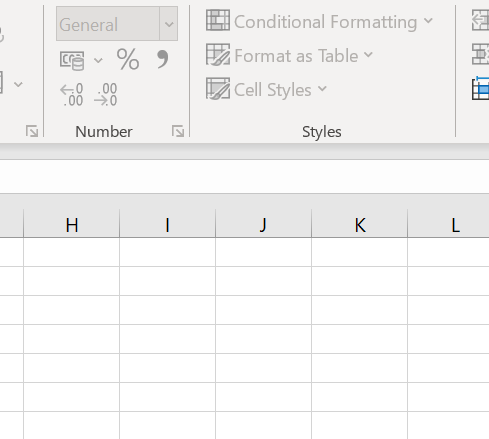 General
Conditional Formatting
% ,
Format as Table
←0 .00
.00 →0
Cell Styles
Number
Styles
H I J K L